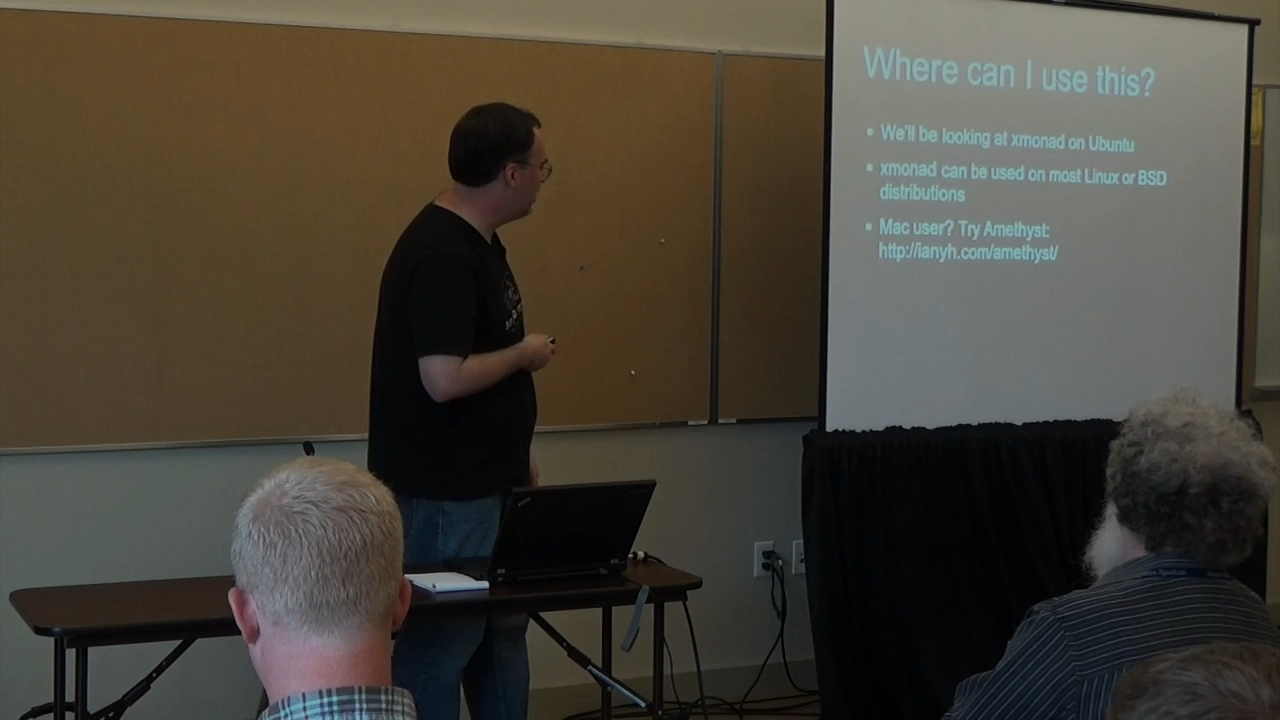 Where can I use this?
• We'll be looking at xmonad on Ubuntu
• xmonad can be used on most Linux or BSD
distributions
• Mac user? Try Amethyst:
http://ianyh.com/amethyst/